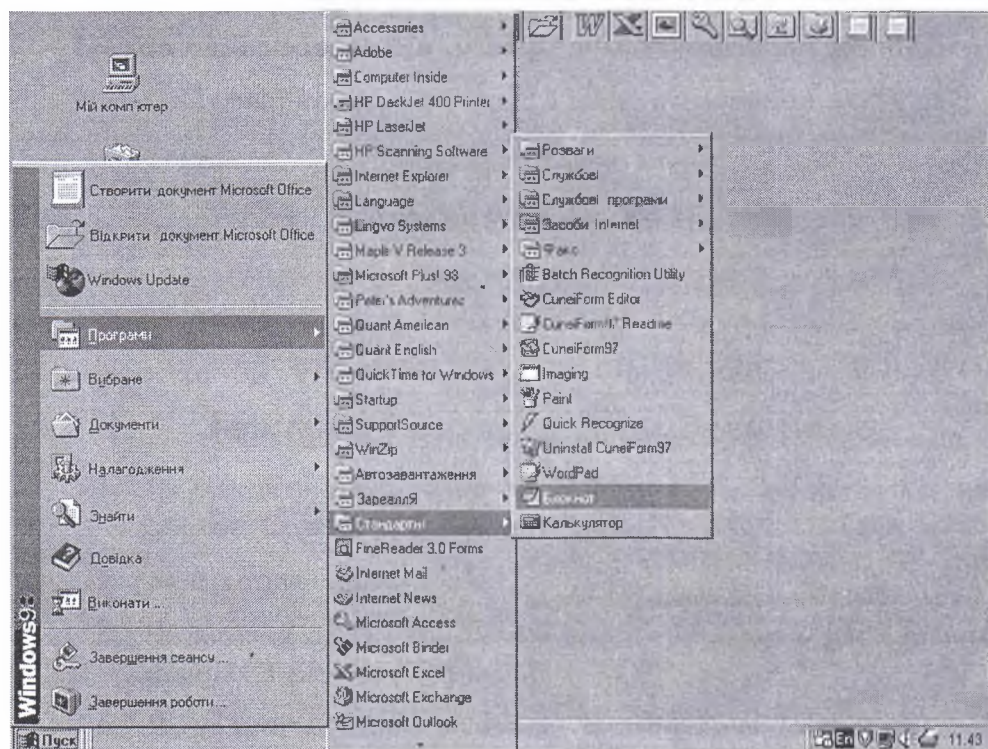 Мій комп'ютер
Створити документ Microsoft Office
Відкрити документ Microsoft Office
Windows Update
Програми
Вибране
Документи
Налагодження
Знайти
Довідка
Виконати ...
Завершення сеансу ...
Завершення роботи ...
Windows98
Пуск
Accessories
Adobe
Computer Inside
HP DeckJet 400 Printer
HP LaserJet
HP Scanning Software
Internet Explorer
Language
Lingvo Systems
Maple V Release 3
Microsoft Plus! 98
Peter's Adventures
Quant American
Quant English
QuickTime for Windows
Startup
SupportSource
WinZip
Автозавантаження
ЗареаллЯ
Стандартні
FineReader 3.0 Forms
Internet Mail
Internet News
Microsoft Access
Microsoft Binder
Microsoft Excel
Microsoft Exchange
Microsoft Outlook
Розваги
Службові
Службові програми
Засоби Internet
Факс
Batch Recognition Utility
CuneiForm Editor
CuneiForm97 Readme
CuneiForm97
Imaging
Paint
Quick Recognize
Uninstall CuneiForm97
WordPad
Блокнот
Калькулятор
En
11:43